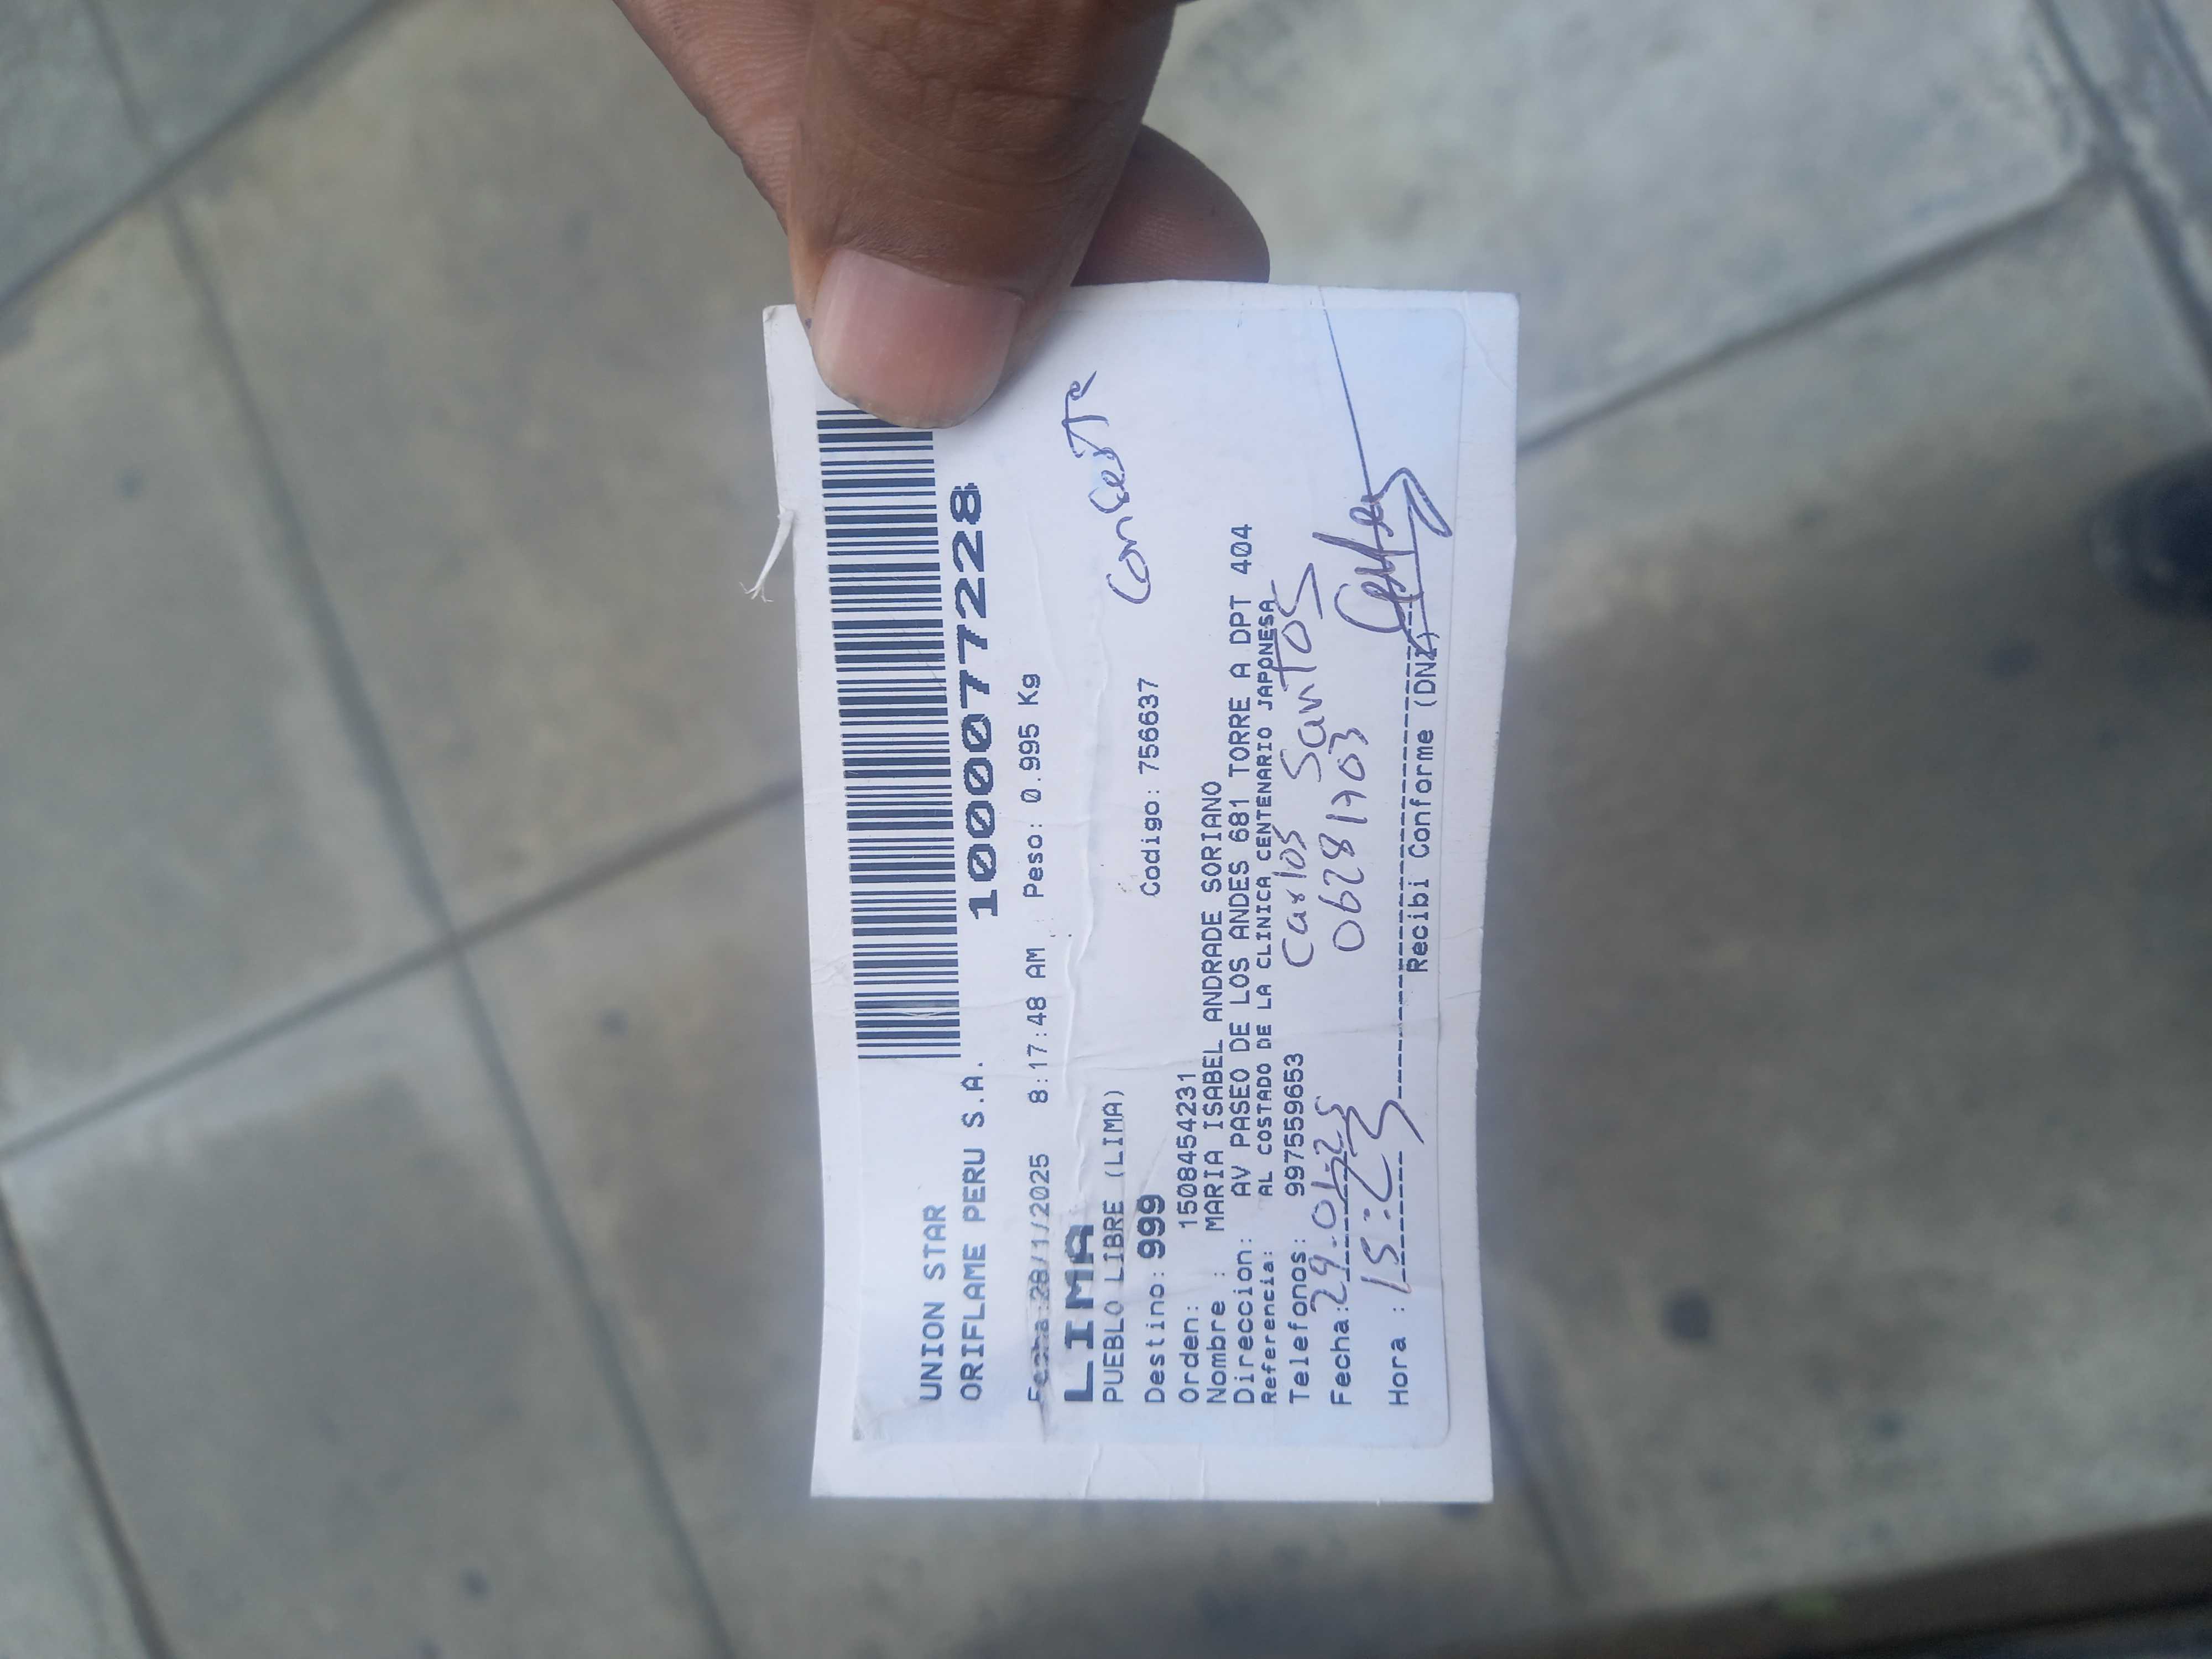 UNION STAR
ORIFLAME PERU S.A.
1000077228
Fecha:28/1/2025 8:17:48 AM Peso: 0.995 Kg
LIMA
PUEBLO LIBRE (LIMA)
Destino: 999 Codigo: 756637
Orden: 1508454231
Nombre : MARIA ISABEL ANDRADE SORIANO
Direccion: AV PASEO DE LOS ANDES 681 TORRE A DPT 404
Referencia: AL COSTADO DE LA CLINICA CENTENARIO JAPONESA
Telefonos: 997559653
Carlos Santos
Fecha: 29-01-25
06281703
Hora : 15:23
Recibi Conforme (DNI)